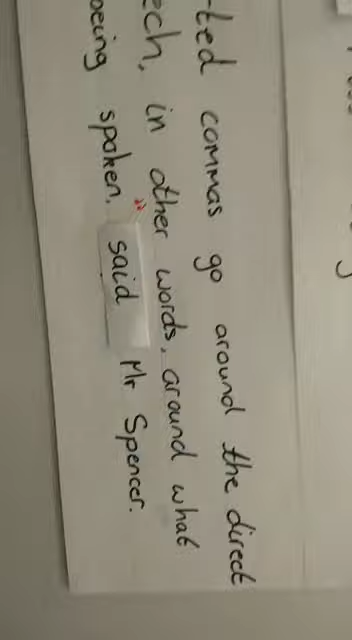 -ted commas go around the direct
ech, in other words, around what
being spoken." said Mr Spencer.